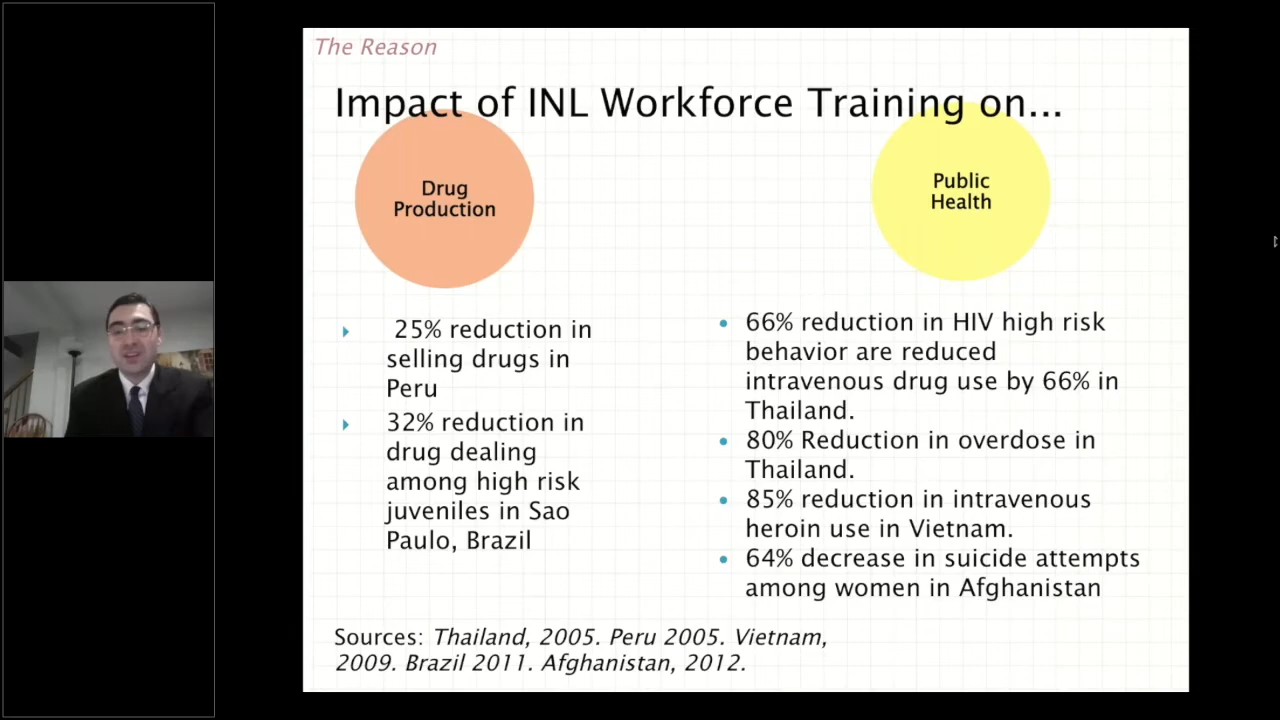 The Reason
Impact of INL Workforce Training on...
Drug
Production
Public
Health
25% reduction in
selling drugs in
Peru
32% reduction in
drug dealing
among high risk
juveniles in Sao
Paulo, Brazil
66% reduction in HIV high risk
behavior are reduced
intravenous drug use by 66% in
Thailand.
80% Reduction in overdose in
Thailand.
85% reduction in intravenous
heroin use in Vietnam.
64% decrease in suicide attempts
among women in Afghanistan
Sources: Thailand, 2005. Peru 2005. Vietnam,
2009. Brazil 2011. Afghanistan, 2012.